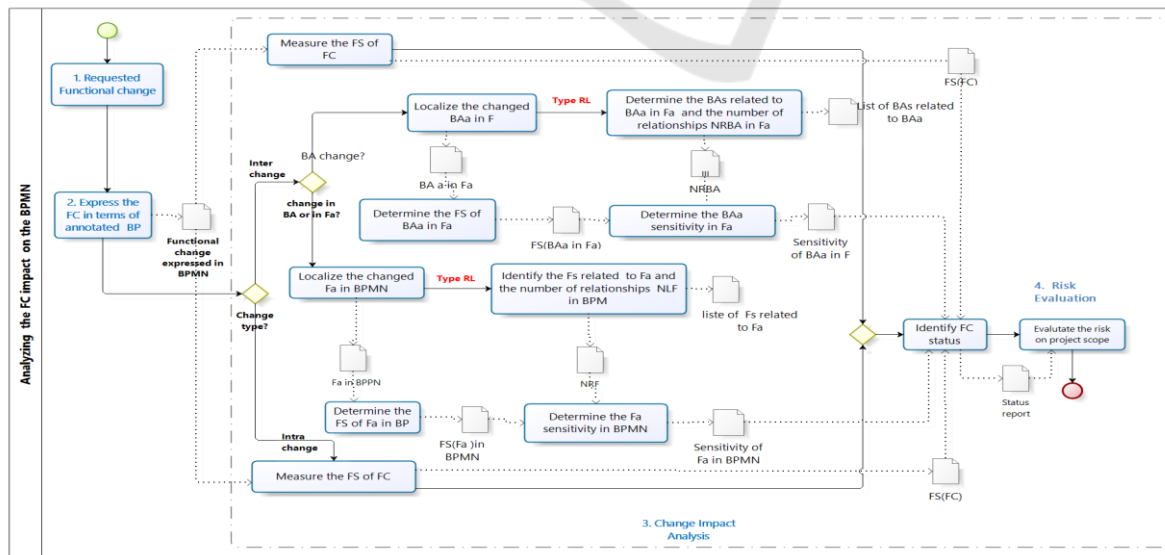 Analyzing the FC impact on the BPMN
1. Requested
Functional change
2. Express the
FC in terms of
annotated BP
Functional
change
expressed in
BPMN
Change
type?
Inter
change
Intra
change
Measure the FS of
FC
BA change?
change in
BA or in Fa?
Localize the changed
BAa in F
Type RL
Determine the BAs related to
BAa in Fa and the number of
relationships NRBA in Fa
List of BAs related
to BAa
BA a in Fa
NRBA
Determine the FS of
BAa in Fa
FS(BAa in Fa)
Determine the BAa
sensitivity in Fa
Sensitivity
of BAa in F
Localize the changed
Fa in BPMN
Type RL
Identify the Fs related to Fa and
the number of relationships NLF
in BPM
liste of Fs related
to Fa
Fa in BPPN
NRF
Determine the
FS of Fa in BP
FS(Fa )in
BPMN
Determine the Fa
sensitivity in BPMN
Sensitivity of
Fa in BPMN
Measure the FS of FC
FS(FC)
FS(FC)
Identify FC
status
4. Risk
Evaluation
Evalutate the risk
on project scope
Status
report
3. Change Impact
Analysis